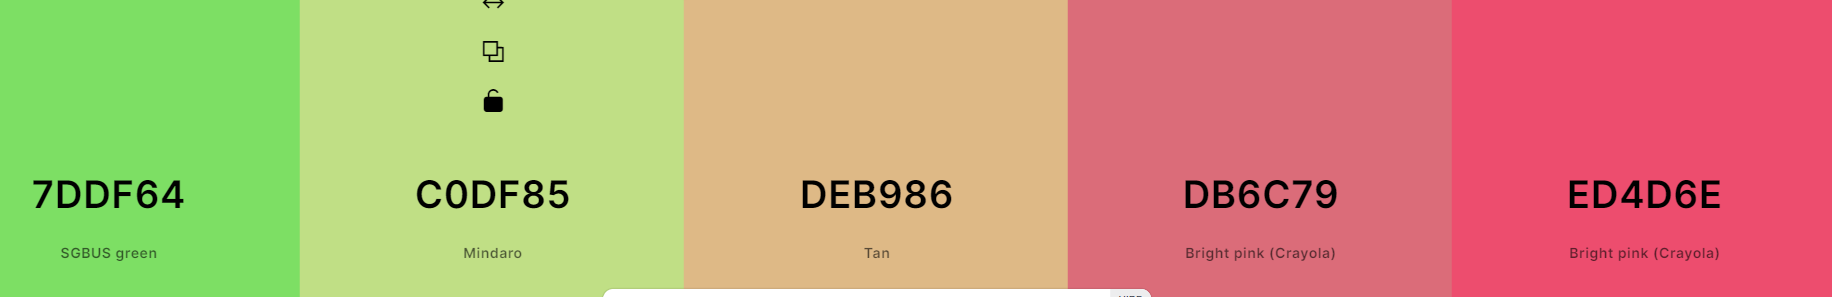 7DDF64
SGBUS green
C0DF85
Mindaro
DEB986
Tan
DB6C79
Bright pink (Crayola)
ED4D6E
Bright pink (Crayola)